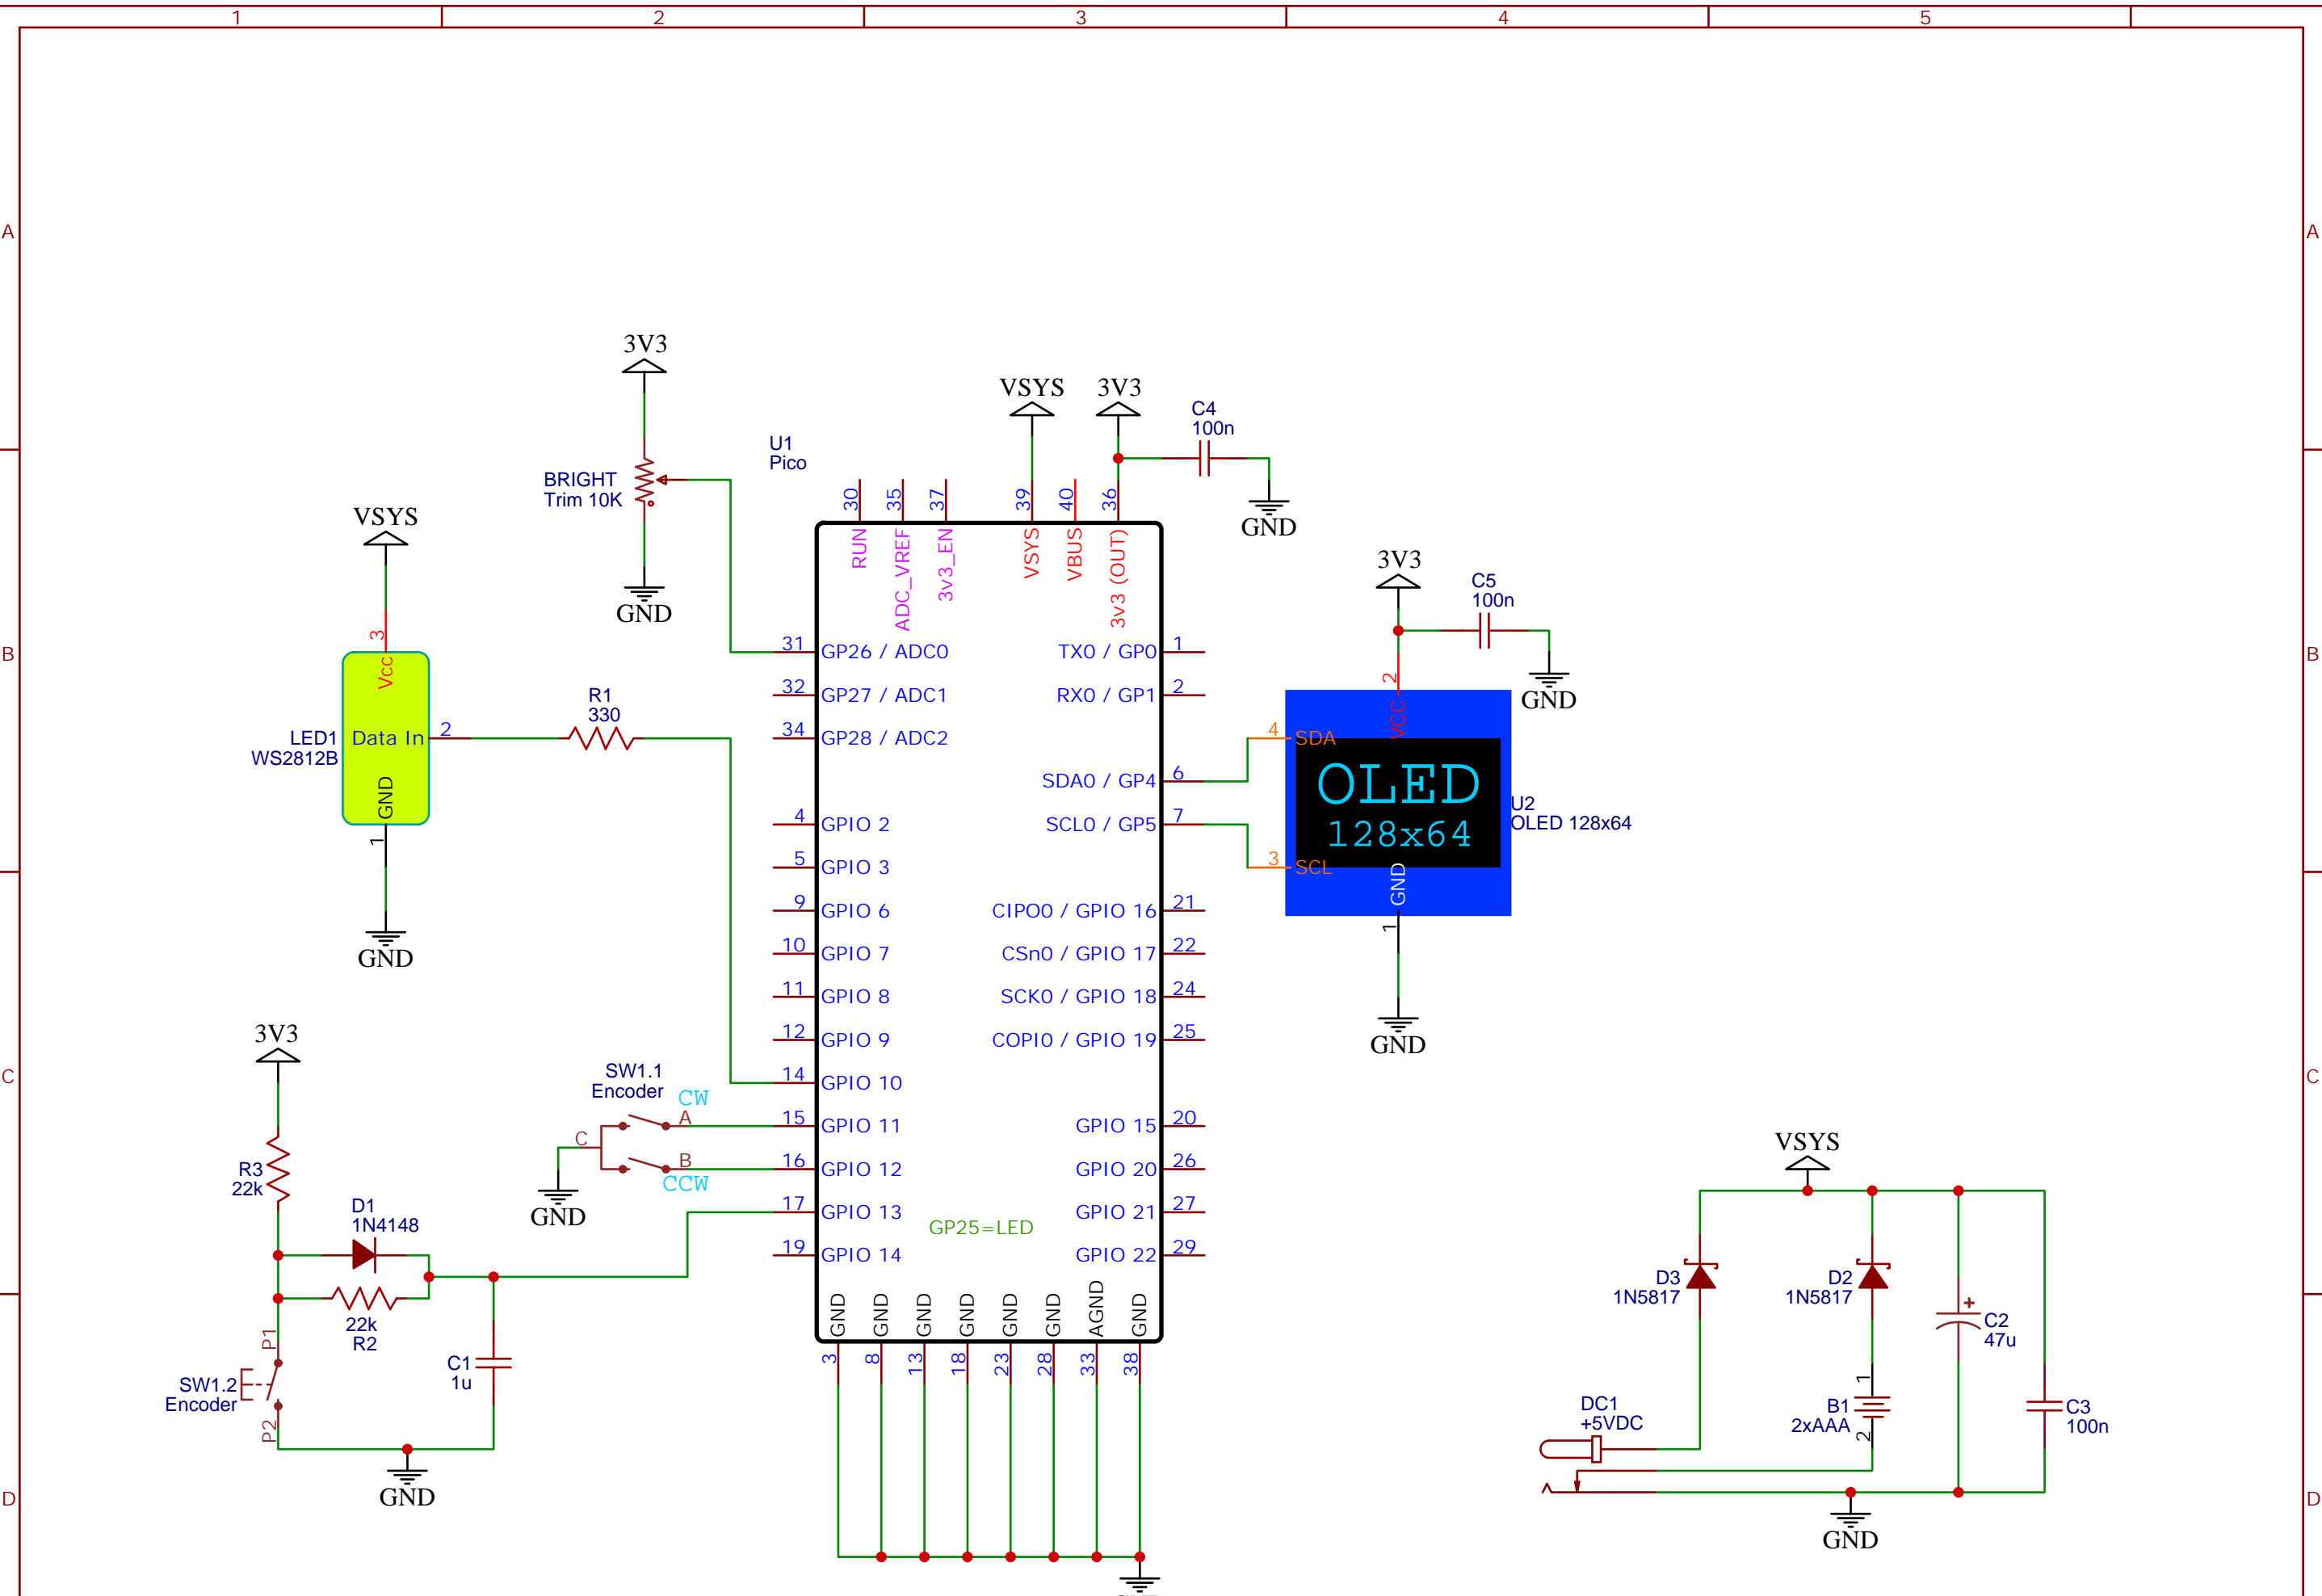 1 2 3 4 5
A A
3V3
VSYS 3V3
C4
100n
U1
Pico
BRIGHT
Trim 10K
B B
GND
GND
30 35 37 39 40 36
RUN ADC_VREF 3v3_EN VSYS VBUS 3v3 (OUT)
VSYS
3
Vcc
LED1
WS2812B
Data In 2
GND
1
GND
R1
330
31 GP26 / ADC0 TX0 / GP0 1
32 GP27 / ADC1 RX0 / GP1 2
34 GP28 / ADC2
SDA0 / GP4 6
4 GPIO 2 SCL0 / GP5 7
5 GPIO 3
9 GPIO 6 CIPO0 / GPIO 16 21
10 GPIO 7 CSn0 / GPIO 17 22
11 GPIO 8 SCK0 / GPIO 18 24
12 GPIO 9 COPI0 / GPIO 19 25
14 GPIO 10
15 GPIO 11 GPIO 15 20
16 GPIO 12 GPIO 20 26
17 GPIO 13 GPIO 21 27
GP25=LED
19 GPIO 14 GPIO 22 29
GND GND GND GND GND GND AGND GND
3 8 13 18 23 28 33 38
3V3
C5
100n
GND
2
VCC
4 SDA
OLED
128x64
3 SCL
GND
1
U2
OLED 128x64
GND
C C
3V3
R3
22k
D1
1N4148
22k
R2
P1
SW1.2
Encoder
P2
C1
1u
GND
SW1.1
Encoder
CW
A
C
B
CCW
GND
VSYS
D3
1N5817
D2
1N5817
C2
47u
DC1
+5VDC
1
B1
2xAAA
2
C3
100n
GND
D D